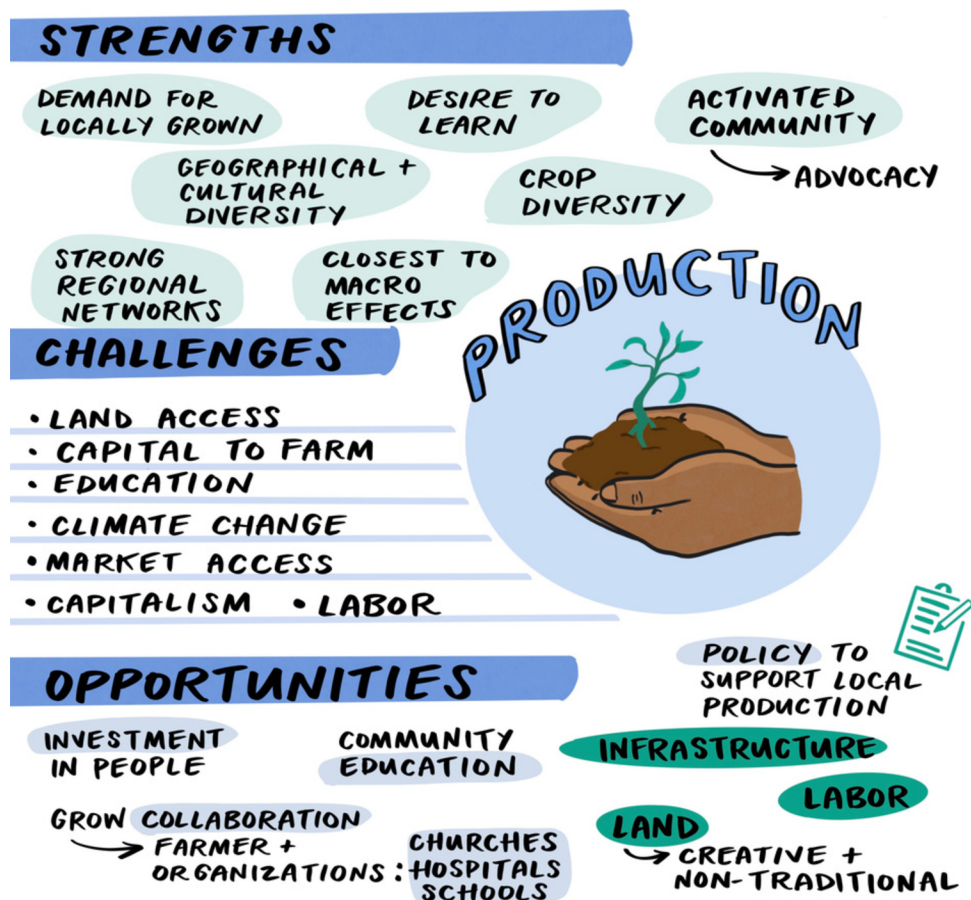 STRENGTHS
DEMAND FOR
LOCALLY GROWN
DESIRE TO
LEARN
ACTIVATED
COMMUNITY
ADVOCACY
GEOGRAPHICAL +
CULTURAL
DIVERSITY
CROP
DIVERSITY
STRONG
REGIONAL
NETWORKS
CLOSEST TO
MACRO
EFFECTS
PRODUCTION
CHALLENGES
• LAND ACCESS
• CAPITAL TO FARM
• EDUCATION
• CLIMATE CHANGE
• MARKET ACCESS
• CAPITALISM • LABOR
OPPORTUNITIES
INVESTMENT
IN PEOPLE
COMMUNITY
EDUCATION
POLICY TO
SUPPORT LOCAL
PRODUCTION
INFRASTRUCTURE
LABOR
GROW COLLABORATION
FARMER +
ORGANIZATIONS :
CHURCHES
HOSPITALS
SCHOOLS
LAND
CREATIVE +
NON-TRADITIONAL